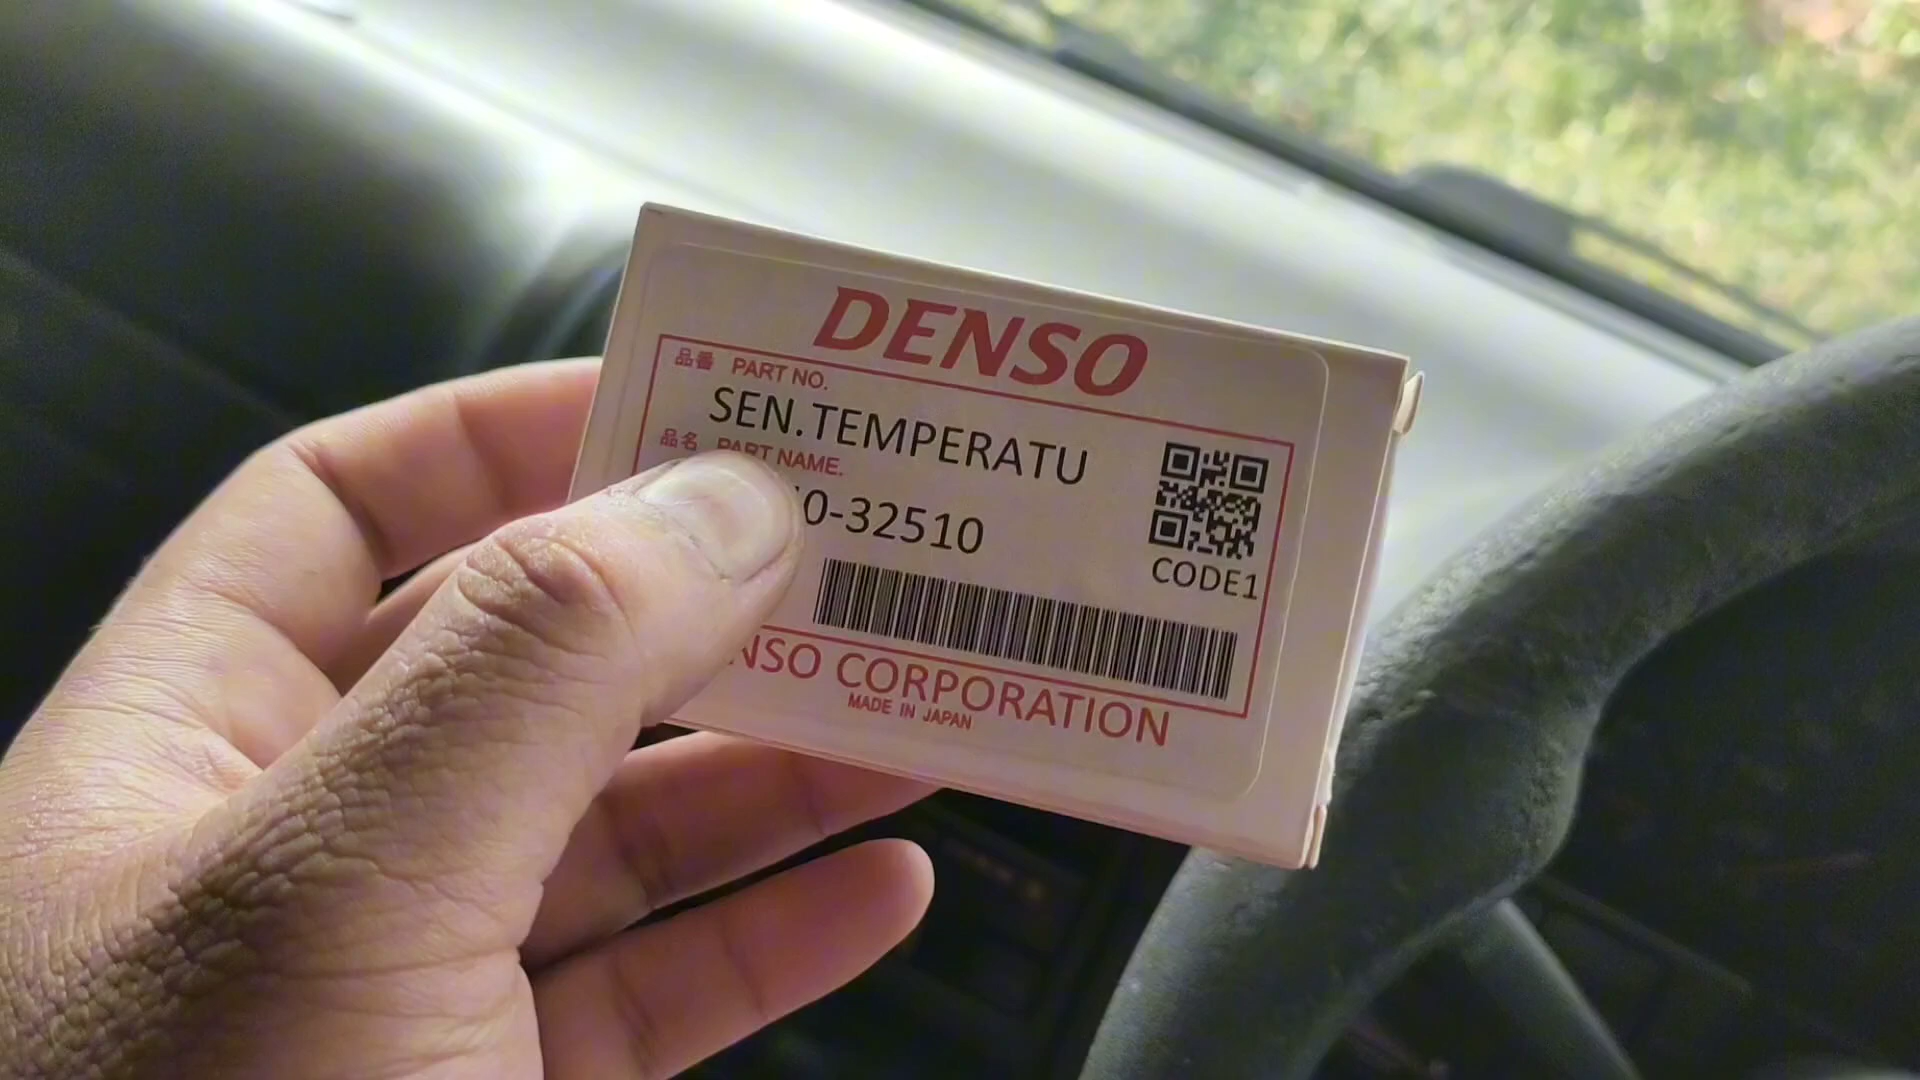 DENSO
品番 PART NO.
SEN.TEMPERATU
品名 PART NAME.
0-32510
CODE1
NSO CORPORATION
MADE IN JAPAN